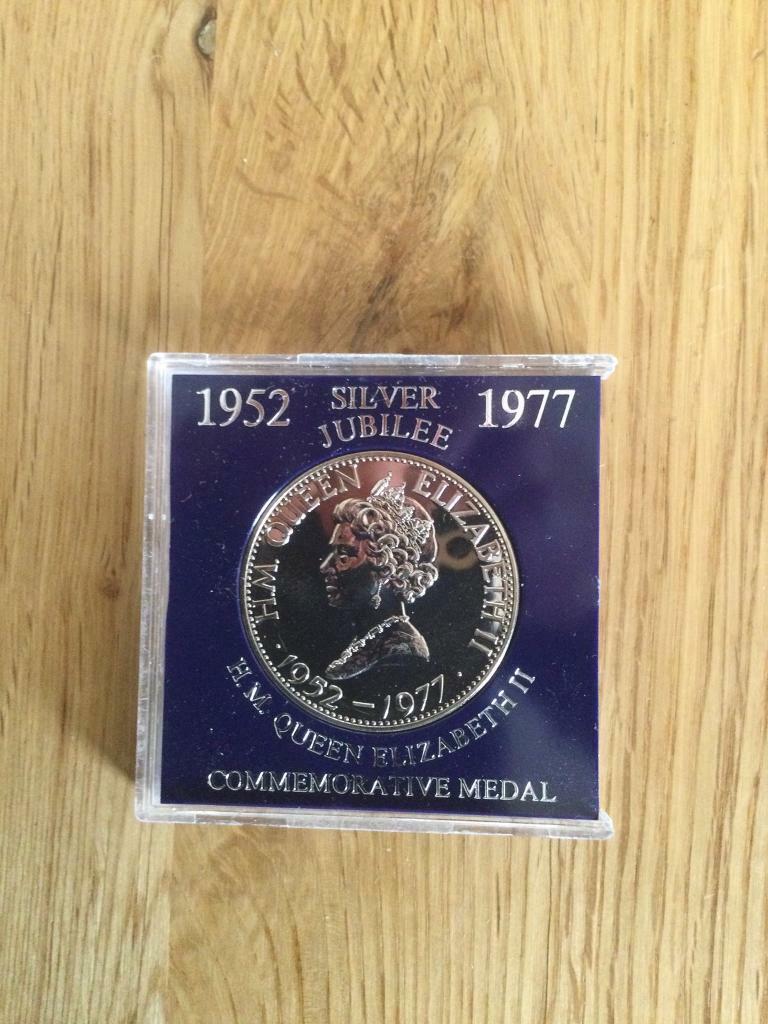 1952 SILVER JUBILEE 1977
H.M. QUEEN ELIZABETH II
· 1952 – 1977 ·
H.M. QUEEN ELIZABETH II
COMMEMORATIVE MEDAL